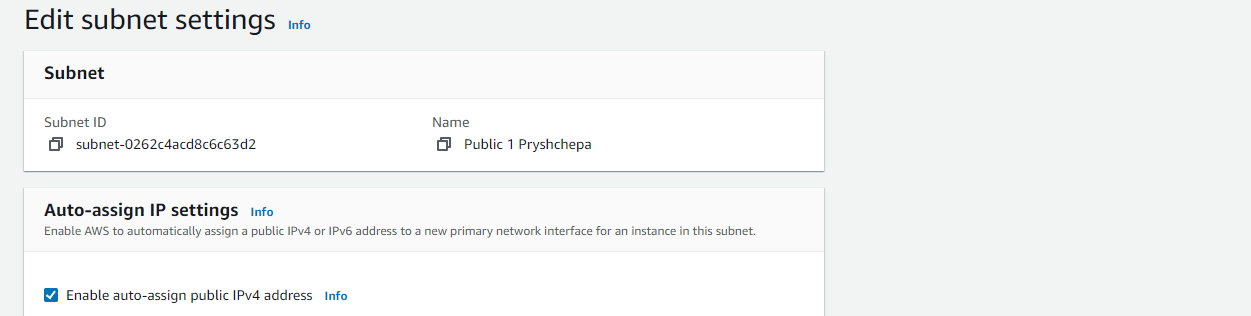 Edit subnet settings Info
Subnet
Subnet ID Name
subnet-0262c4acd8c6c63d2 Public 1 Pryshchepa
Auto-assign IP settings Info
Enable AWS to automatically assign a public IPv4 or IPv6 address to a new primary network interface for an instance in this subnet.
Enable auto-assign public IPv4 address Info